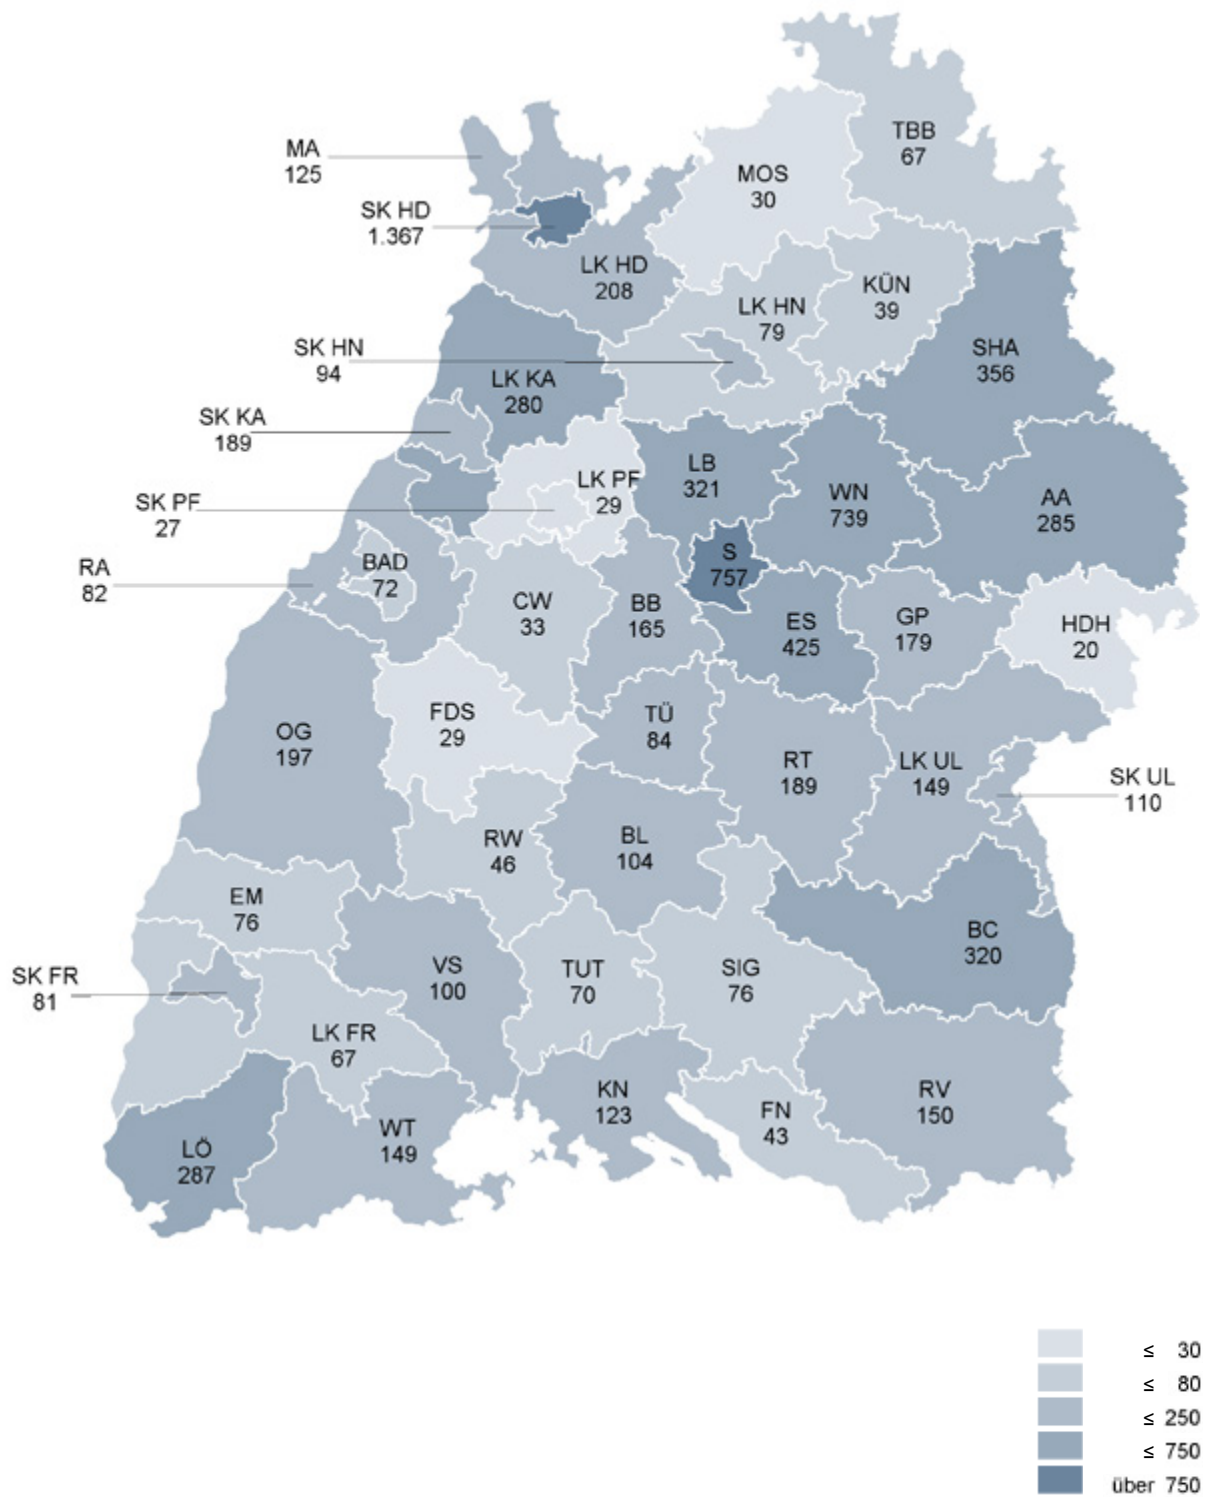 TBB
67
MA
125
MOS
30
SK HD
1.367
LK HD
208
KÜN
39
LK HN
79
SK HN
94
SHA
356
LK KA
280
SK KA
189
LB
321
LK PF
29
WN
739
AA
285
SK PF
27
S
757
BAD
72
RA
82
CW
33
BB
165
ES
425
GP
179
HDH
20
FDS
29
TÜ
84
OG
197
RT
189
LK UL
149
SK UL
110
RW
46
BL
104
EM
76
BC
320
VS
100
TUT
70
SIG
76
SK FR
81
LK FR
67
KN
123
FN
43
RV
150
WT
149
LÖ
287
≤ 30
≤ 80
≤ 250
≤ 750
über 750